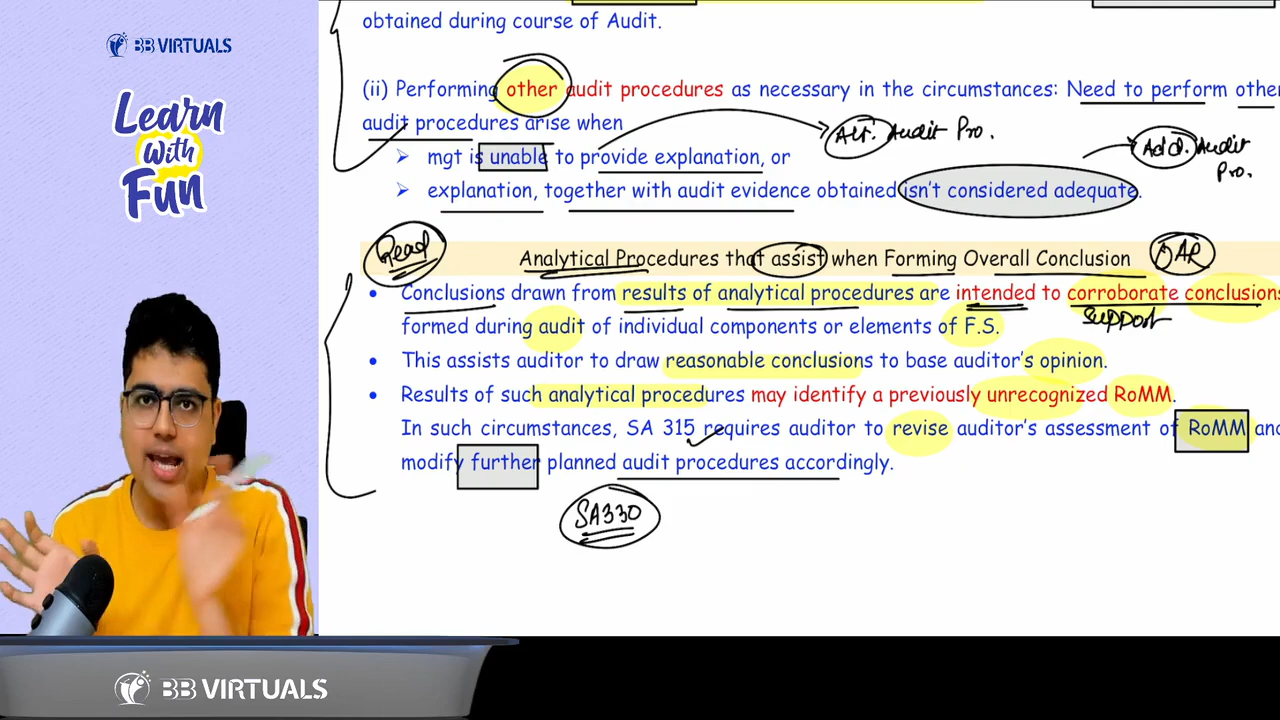 BB VIRTUALS
Learn
With
Fun
obtained during course of Audit.
(ii) Performing other audit procedures as necessary in the circumstances: Need to perform other
audit procedures arise when
Alt. Audit Pro.
Add. Audit
Pro.
mgt is unable to provide explanation, or
explanation, together with audit evidence obtained isn't considered adequate.
Read
Analytical Procedures that assist when Forming Overall Conclusion
OAR
Conclusions drawn from results of analytical procedures are intended to corroborate conclusions
support
formed during audit of individual components or elements of F.S.
This assists auditor to draw reasonable conclusions to base auditor's opinion.
Results of such analytical procedures may identify a previously unrecognized RoMM.
In such circumstances, SA 315 requires auditor to revise auditor's assessment of RoMM and
modify further planned audit procedures accordingly.
SA330
BB VIRTUALS